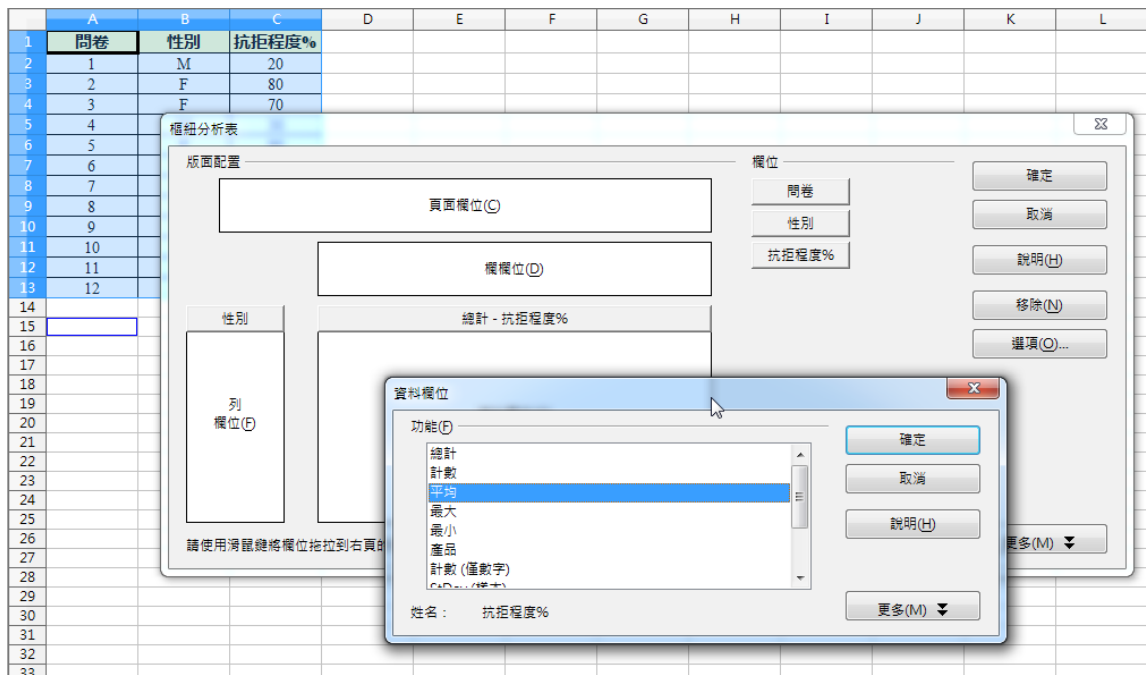 A B C D E F G H I J K L
1 問卷 性別 抗拒程度%
2 1 M 20
3 2 F 80
4 3 F 70
5 4
6 5
7 6
8 7
9 8
10 9
11 10
12 11
13 12
14
15
16
17
18
19
20
21
22
23
24
25
26
27
28
29
30
31
32
33
樞紐分析表
版面配置
頁面欄位(C)
欄欄位(D)
性別
總計 - 抗拒程度%
列
欄位(F)
請使用滑鼠鍵將欄位拖拉到右頁的
欄位
問卷
性別
抗拒程度%
確定
取消
說明(H)
移除(N)
選項(O)...
更多(M)
資料欄位
功能(F)
總計
計數
平均
最大
最小
產品
計數 (僅數字)
StDev (樣本)
姓名： 抗拒程度%
確定
取消
說明(H)
更多(M)